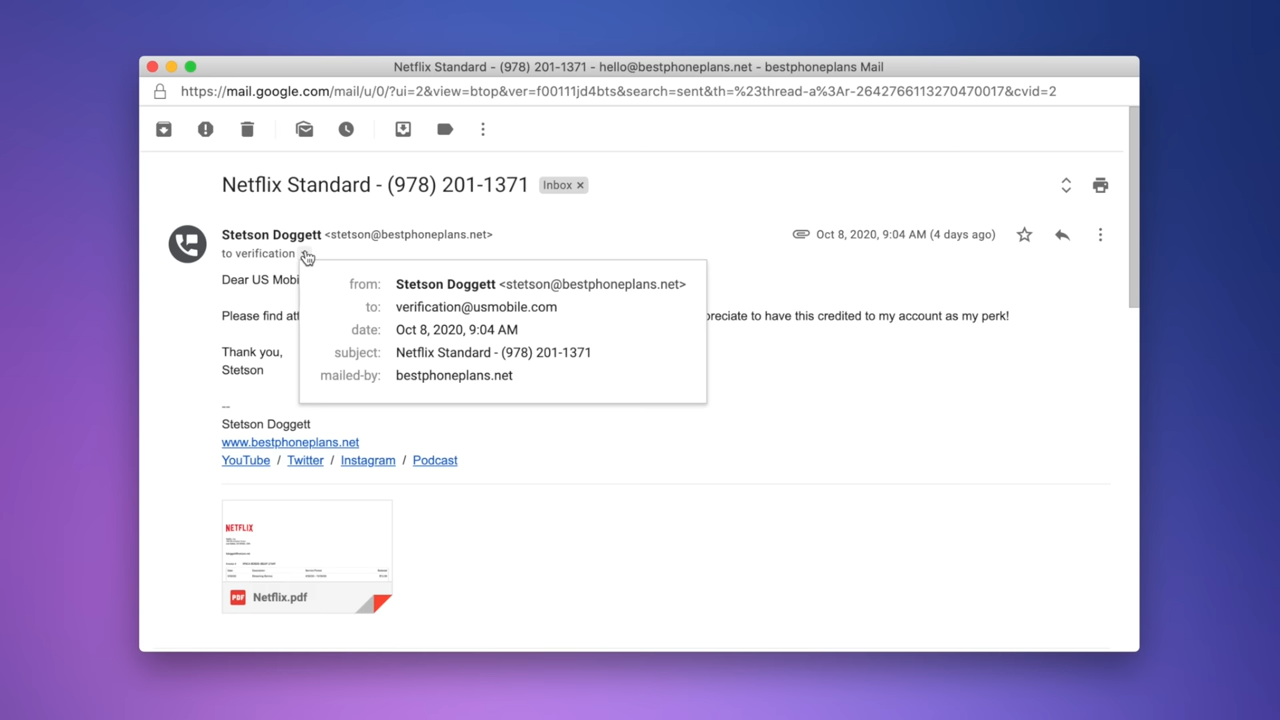 Netflix Standard - (978) 201-1371 - hello@bestphoneplans.net - bestphoneplans Mail
https://mail.google.com/mail/u/0/?ui=2&view=btop&ver=f00111jd4bts&search=sent&th=%23thread-a%3Ar-2642766113270470017&cvid=2
Netflix Standard - (978) 201-1371 Inbox ×
Stetson Doggett <stetson@bestphoneplans.net> Oct 8, 2020, 9:04 AM (4 days ago)
to verification
Dear US Mobi
from: Stetson Doggett <stetson@bestphoneplans.net>
to: verification@usmobile.com
date: Oct 8, 2020, 9:04 AM
subject: Netflix Standard - (978) 201-1371
mailed-by: bestphoneplans.net
Please find at preciate to have this credited to my account as my perk!
Thank you,
Stetson
--
Stetson Doggett
www.bestphoneplans.net
YouTube / Twitter / Instagram / Podcast
NETFLIX
PDF Netflix.pdf